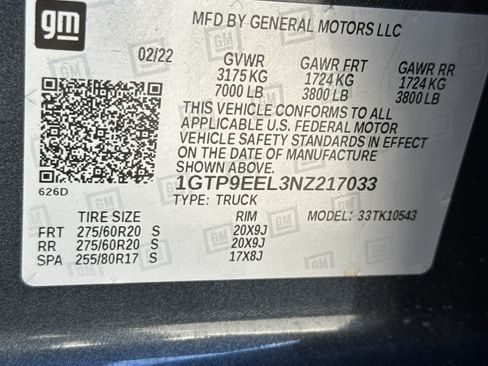 gm
MFD BY GENERAL MOTORS LLC
02/22 GVWR GAWR FRT GAWR RR
3175 KG 1724 KG 1724 KG
7000 LB 3800 LB 3800 LB
THIS VEHICLE CONFORMS TO ALL
APPLICABLE U.S. FEDERAL MOTOR
VEHICLE SAFETY STANDARDS IN EFFECT
ON THE DATE OF MANUFACTURE SHOWN
ABOVE.
626D 1GTP9EEL3NZ217033
TYPE: TRUCK MODEL: 33TK10543
TIRE SIZE RIM
FRT 275/60R20 S 20X9J
RR 275/60R20 S 20X9J
SPA 255/80R17 S 17X8J